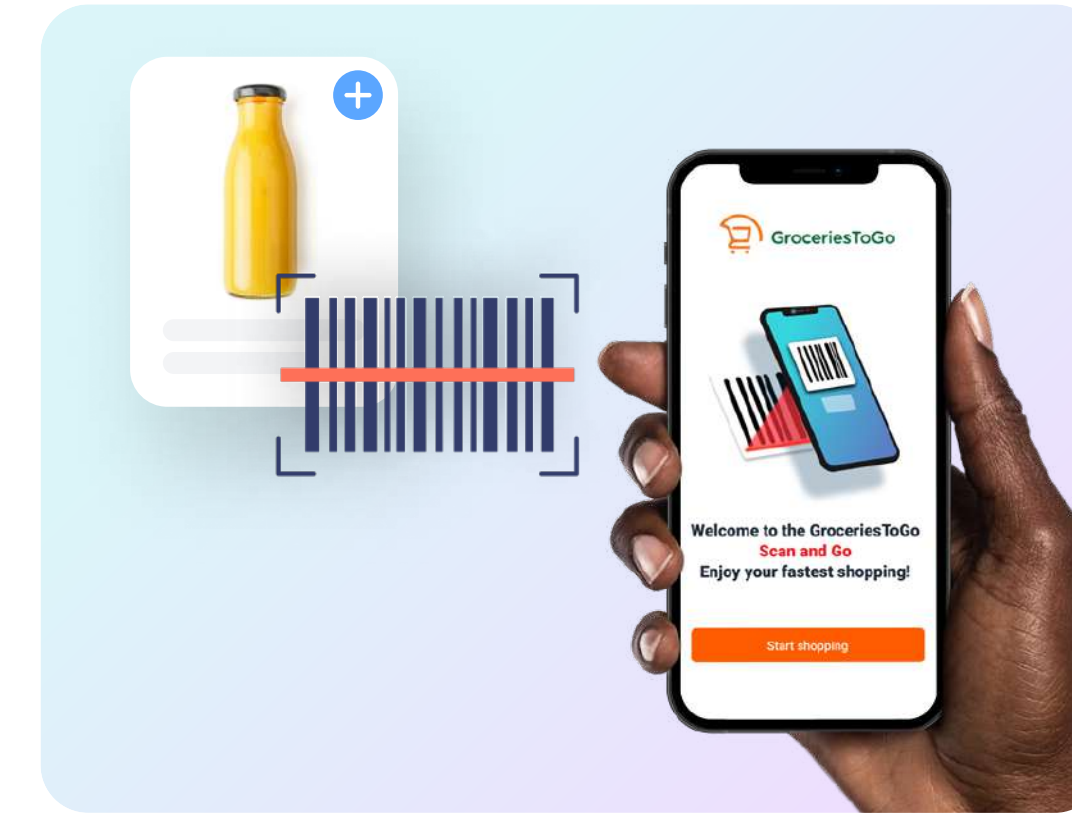 GroceriesToGo
Welcome to the GroceriesToGo
Scan and Go
Enjoy your fastest shopping!
Start shopping